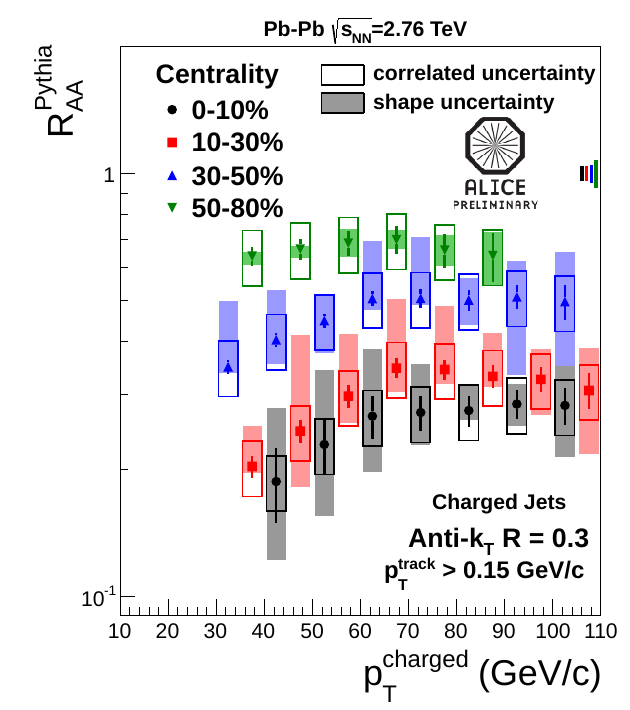 Pb-Pb √sNN=2.76 TeV
R_AA^Pythia
Centrality
0-10%
10-30%
30-50%
50-80%
correlated uncertainty
shape uncertainty
ALICE
PRELIMINARY
1
10^-1
Charged Jets
Anti-k_T R = 0.3
p_T^track > 0.15 GeV/c
10 20 30 40 50 60 70 80 90 100 110
p_T^charged (GeV/c)